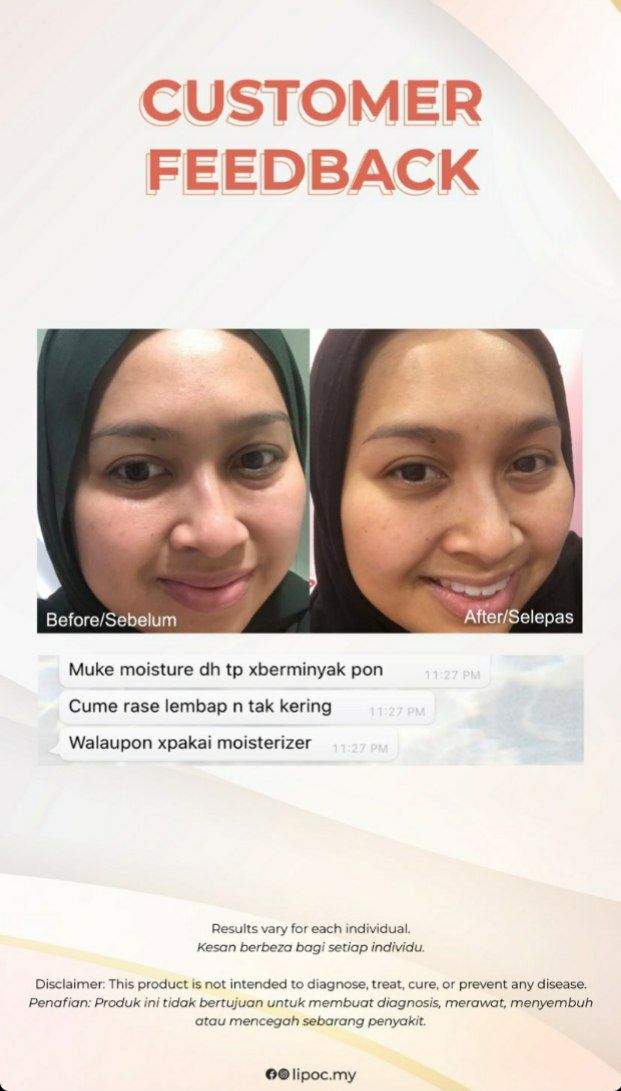 CUSTOMER
FEEDBACK
Before/Sebelum
After/Selepas
Muke moisture dh tp xberminyak pon 11:27 PM
Cume rase lembap n tak kering 11:27 PM
Walaupon xpakai moisterizer 11:27 PM
Results vary for each individual.
Kesan berbeza bagi setiap individu.
Disclaimer: This product is not intended to diagnose, treat, cure, or prevent any disease.
Penafian: Produk ini tidak bertujuan untuk membuat diagnosis, merawat, menyembuh
atau mencegah sebarang penyakit.
lipoc.my